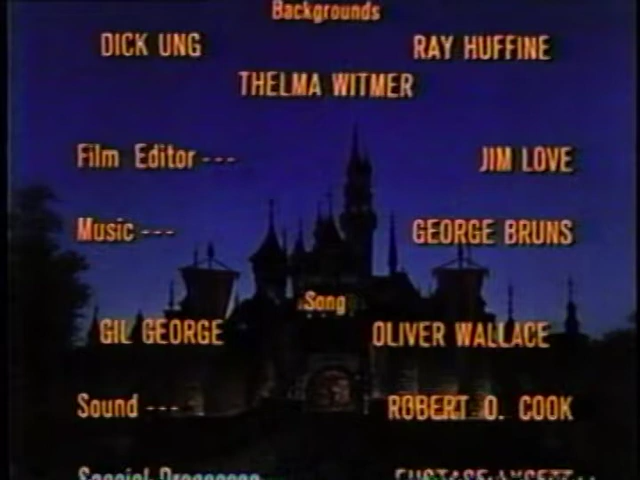 Backgrounds
DICK UNG RAY HUFFINE
THELMA WITMER
Film Editor --- JIM LOVE
Music --- GEORGE BRUNS
Song
GIL GEORGE OLIVER WALLACE
Sound --- ROBERT O. COOK
Special